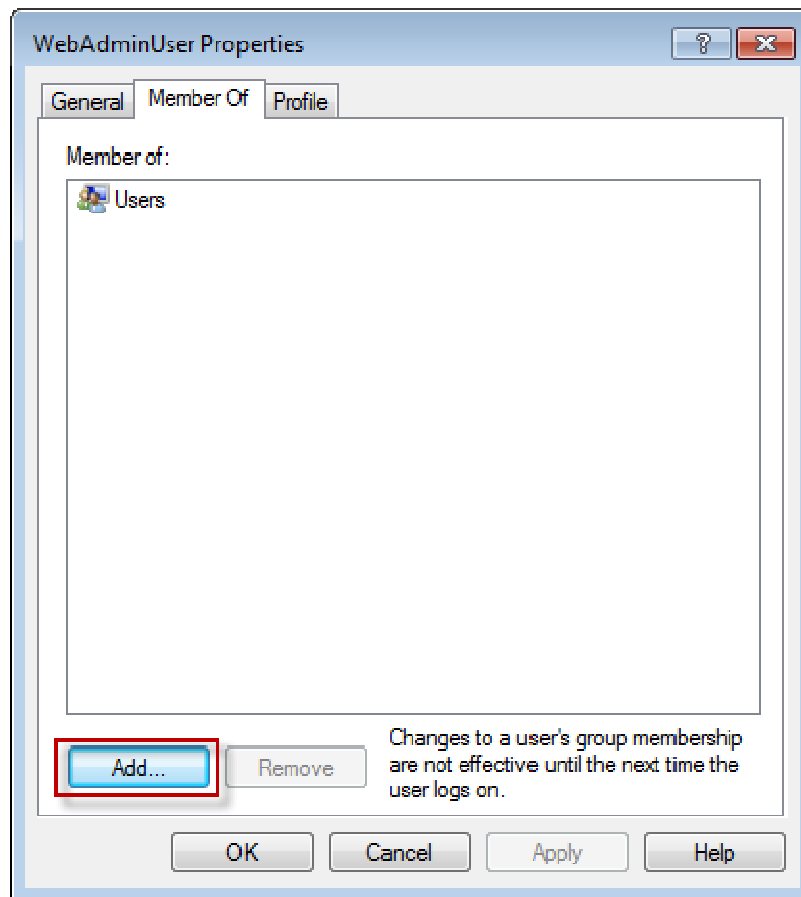 WebAdminUser Properties
General Member Of Profile
Member of:
Users
Changes to a user's group membership
are not effective until the next time the
user logs on.
Add... Remove
OK Cancel Apply Help